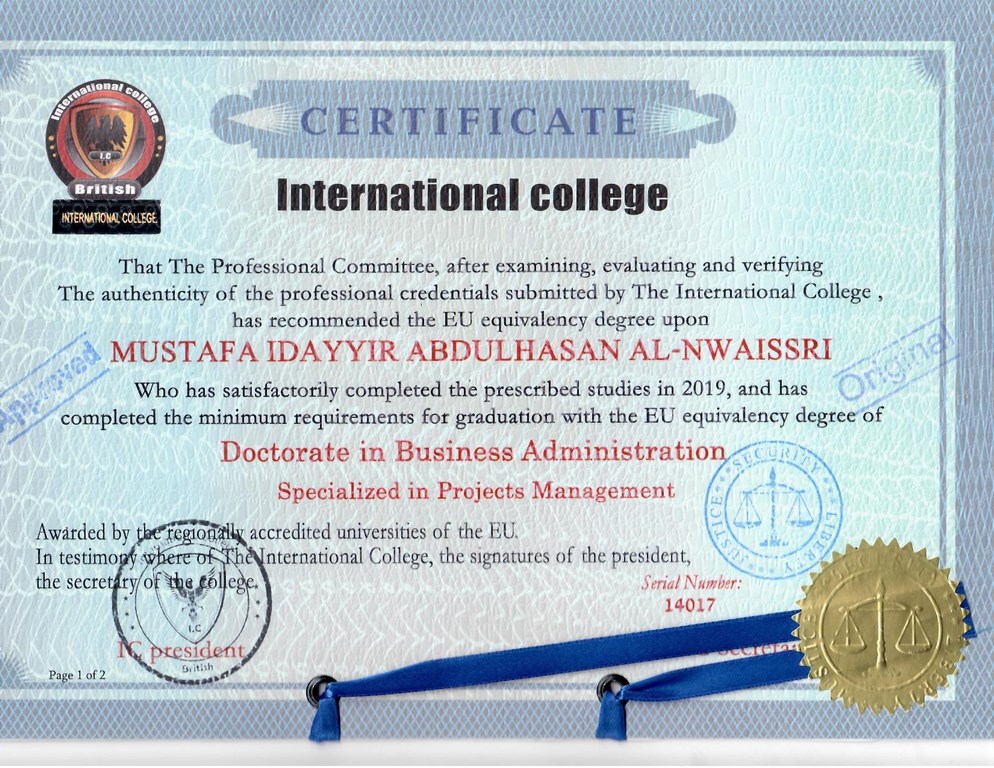 International college
I.C
British
INTERNATIONAL COLLEGE
CERTIFICATE
International college
That The Professional Committee, after examining, evaluating and verifying
The authenticity of the professional credentials submitted by The International College ,
has recommended the EU equivalency degree upon
MUSTAFA IDAYYIR ABDULHASAN AL-NWAISSRI
Approved
Original
Who has satisfactorily completed the prescribed studies in 2019, and has
completed the minimum requirements for graduation with the EU equivalency degree of
Doctorate in Business Administration
Specialized in Projects Management
SECURITY
JUSTICE
LIBERTY
Awarded by the regionally accredited universities of the EU.
In testimony where of The International College, the signatures of the president,
the secretary of the college.
Serial Number:
14017
I.C
British
IC president
Page 1 of 2